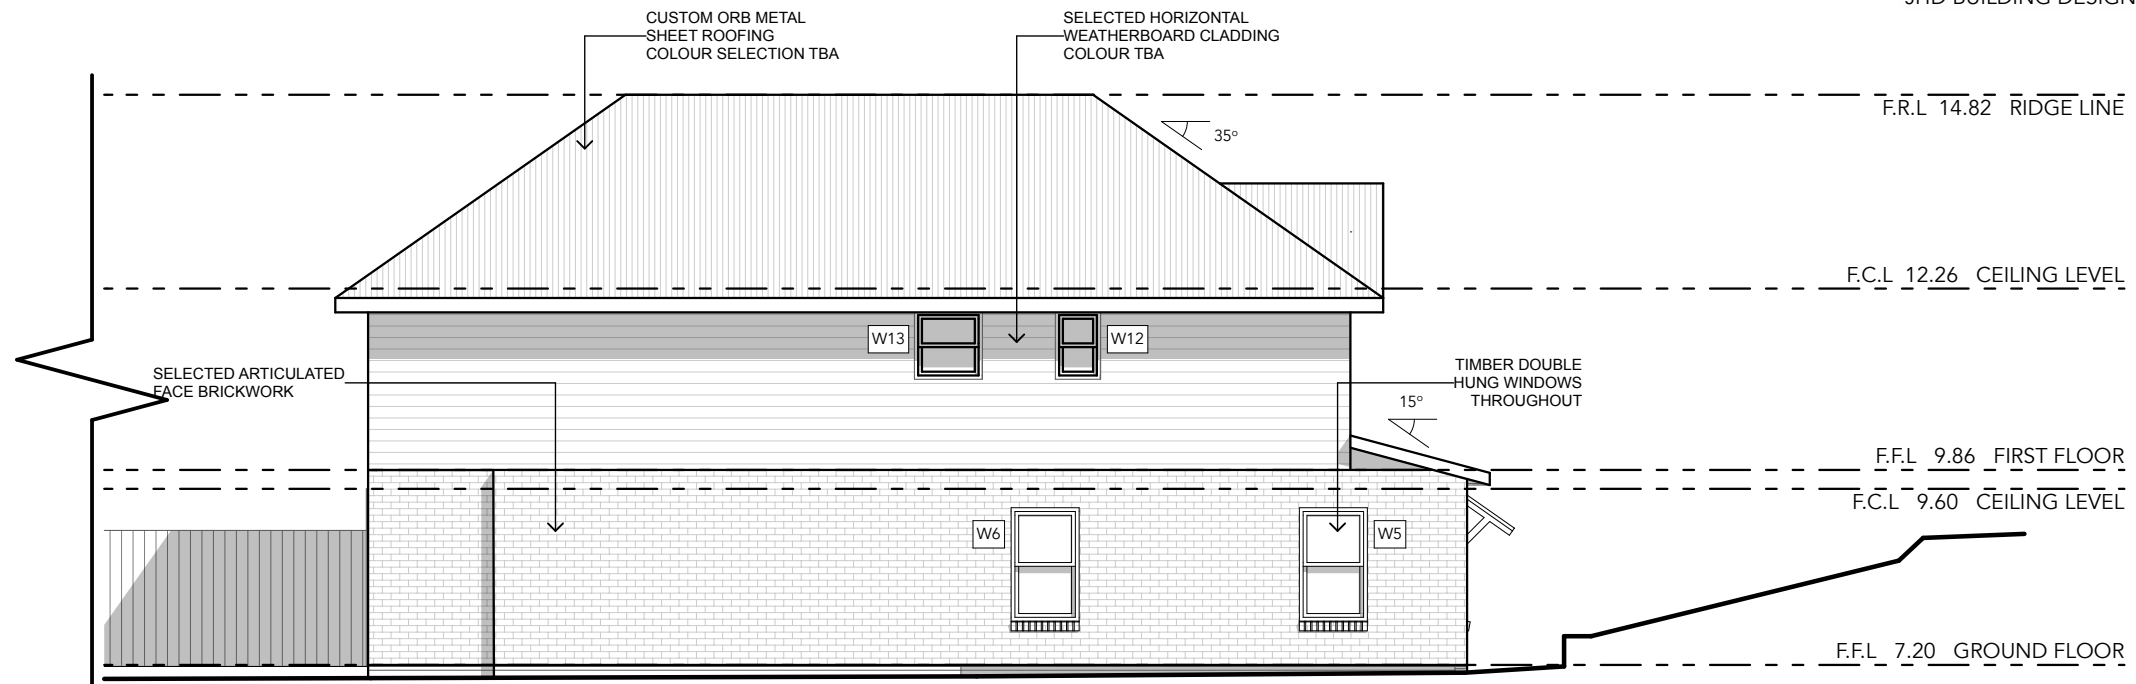 JHD BUILDING DESIGN
CUSTOM ORB METAL
SHEET ROOFING
COLOUR SELECTION TBA
SELECTED HORIZONTAL
WEATHERBOARD CLADDING
COLOUR TBA
F.R.L 14.82 RIDGE LINE
35°
F.C.L 12.26 CEILING LEVEL
W13
W12
SELECTED ARTICULATED
FACE BRICKWORK
TIMBER DOUBLE
HUNG WINDOWS
THROUGHOUT
15°
F.F.L 9.86 FIRST FLOOR
F.C.L 9.60 CEILING LEVEL
W6
W5
F.F.L 7.20 GROUND FLOOR